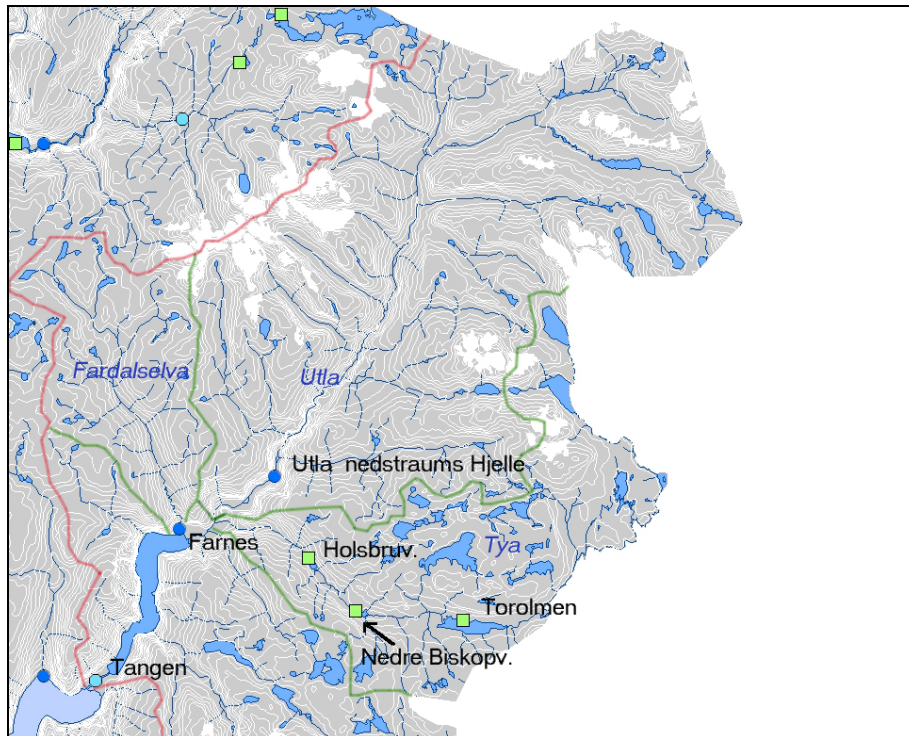 Fardalselva
Utla
Utla nedstraums Hjelle
Farnes
Holsbruv.
Tya
Torolmen
Nedre Biskopv.
Tangen